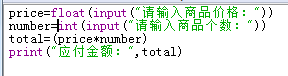 price=float(input("请输入商品价格："))
number=int(input("请输入商品个数："))
total=(price*number)
print("应付金额：",total)